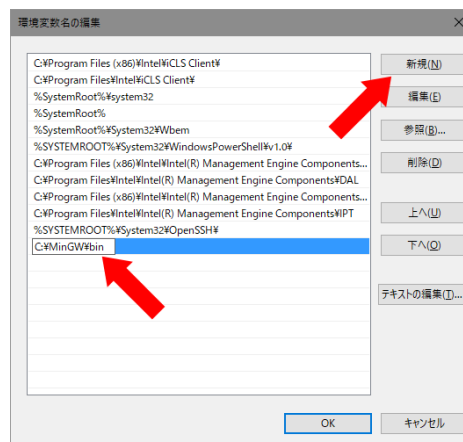 環境変数名の編集
C:¥Program Files (x86)¥Intel¥iCLS Client¥
C:¥Program Files¥Intel¥iCLS Client¥
%SystemRoot%¥system32
%SystemRoot%
%SystemRoot%¥System32¥Wbem
%SYSTEMROOT%¥System32¥WindowsPowerShell¥v1.0¥
C:¥Program Files (x86)¥Intel¥Intel(R) Management Engine Components...
C:¥Program Files¥Intel¥Intel(R) Management Engine Components¥DAL
C:¥Program Files (x86)¥Intel¥Intel(R) Management Engine Components...
C:¥Program Files¥Intel¥Intel(R) Management Engine Components¥IPT
%SYSTEMROOT%¥System32¥OpenSSH¥
C:¥MinGW¥bin
新規(N)
編集(E)
参照(B)...
削除(D)
上へ(U)
下へ(O)
テキストの編集(T)...
OK
キャンセル